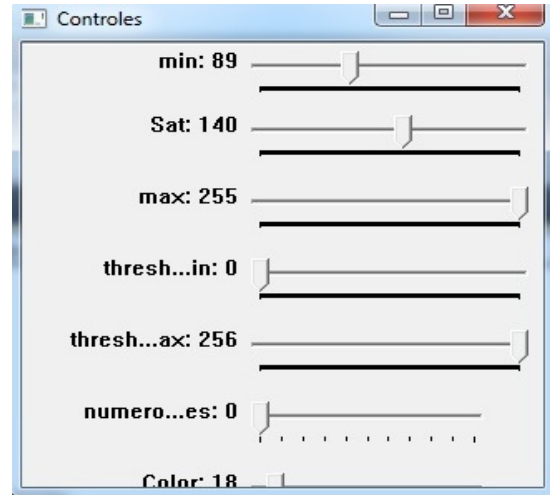 Controles
min: 89
Sat: 140
max: 255
thresh...in: 0
thresh...ax: 256
numero...es: 0
Color: 18